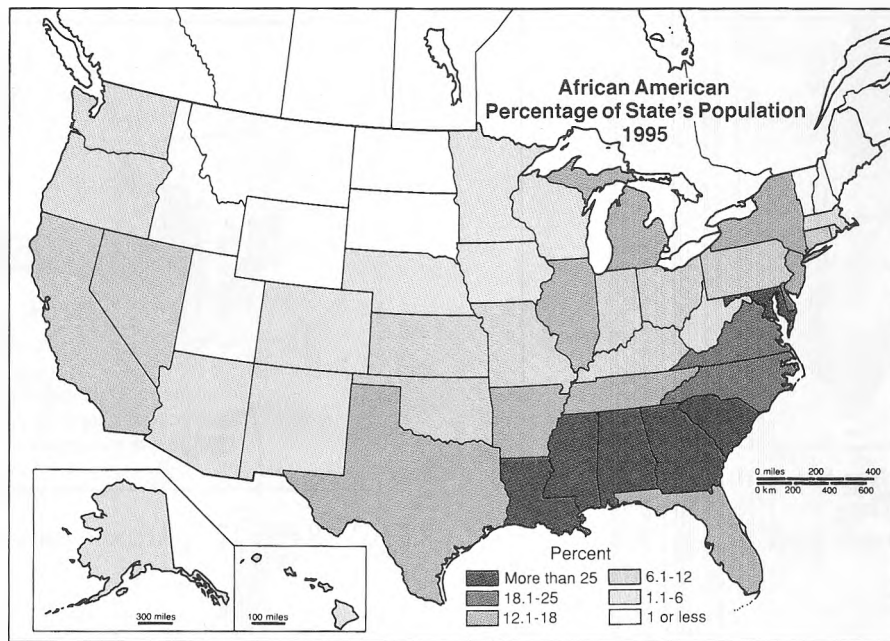 African American
Percentage of State's Population
1995
0 miles 200 400
0 km 200 400 600
Percent
More than 25
18.1-25
12.1-18
6.1-12
1.1-6
1 or less
300 miles
100 miles